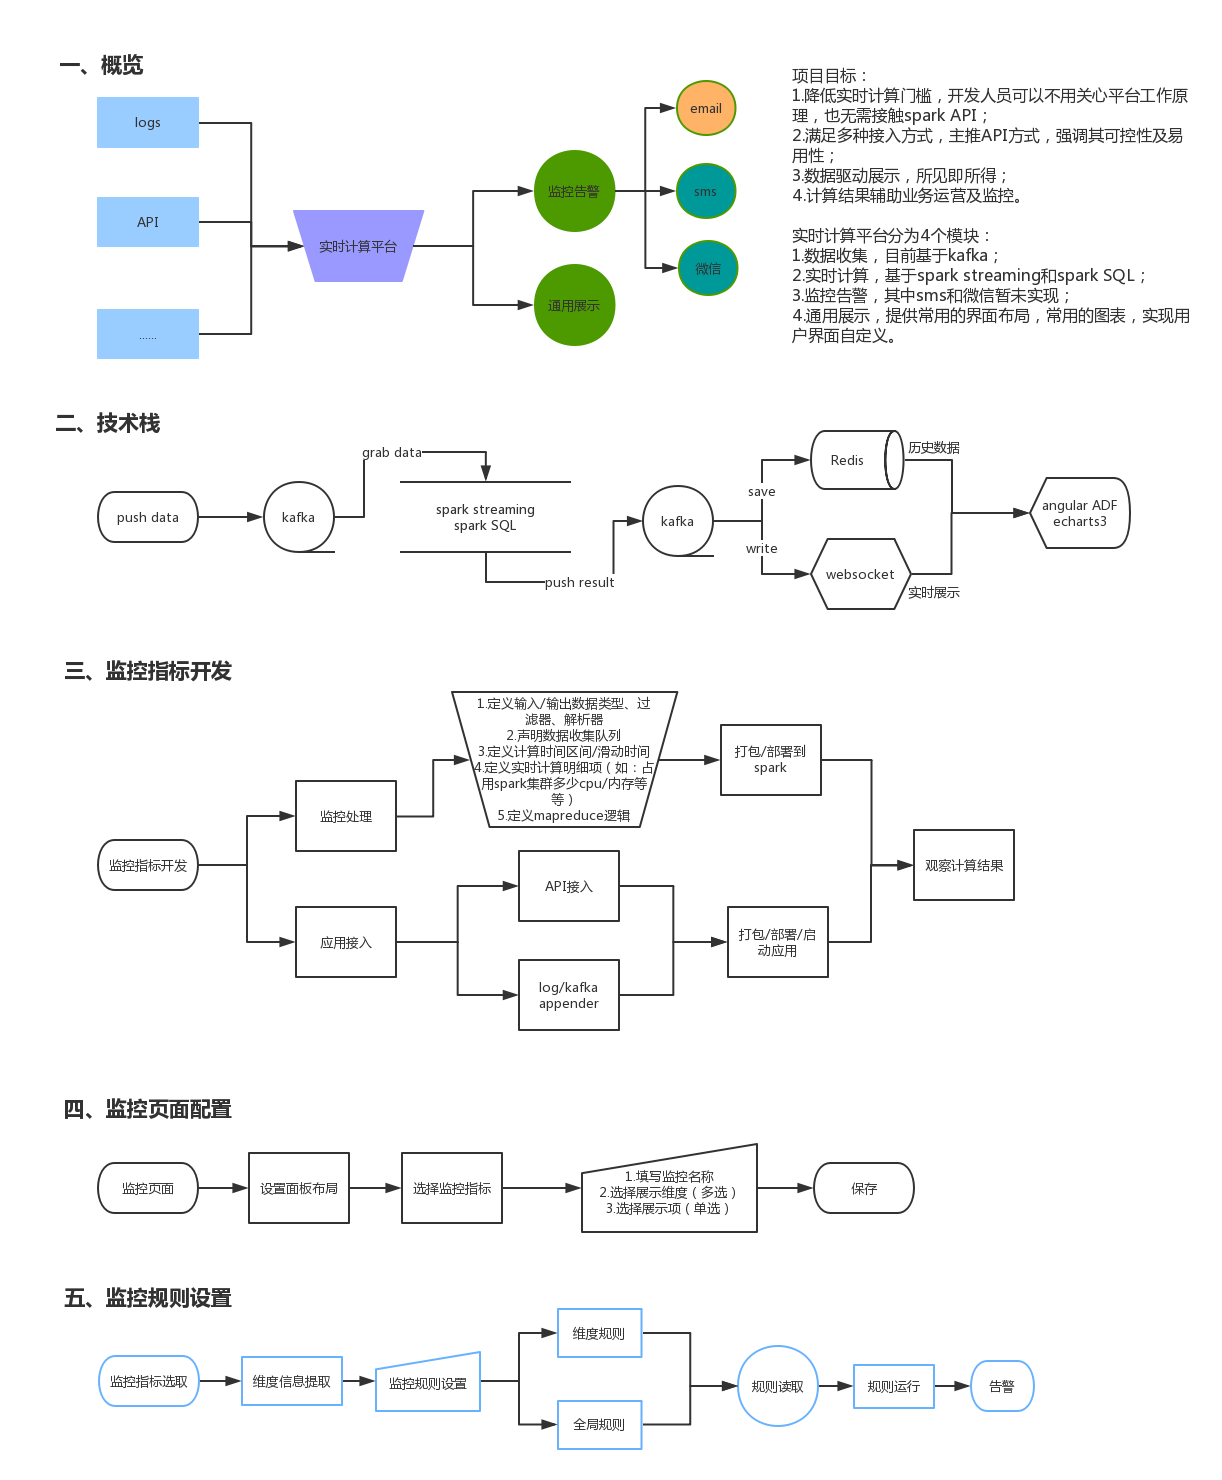 一、概览
logs
API
......
实时计算平台
监控告警
通用展示
email
sms
微信
项目目标：
1.降低实时计算门槛，开发人员可以不用关心平台工作原
理，也无需接触spark API；
2.满足多种接入方式，主推API方式，强调其可控性及易
用性；
3.数据驱动展示，所见即所得；
4.计算结果辅助业务运营及监控。
实时计算平台分为4个模块：
1.数据收集，目前基于kafka；
2.实时计算，基于spark streaming和spark SQL；
3.监控告警，其中sms和微信暂未实现；
4.通用展示，提供常用的界面布局，常用的图表，实现用
户界面自定义。
二、技术栈
push data
kafka
grab data
spark streaming
spark SQL
push result
kafka
save
write
Redis
历史数据
websocket
实时展示
angular ADF
echarts3
三、监控指标开发
监控指标开发
监控处理
应用接入
1.定义输入/输出数据类型、过
滤器、解析器
2.声明数据收集队列
3.定义计算时间区间/滑动时间
4.定义实时计算明细项（如：占
用spark集群多少cpu/内存等
等）
5.定义mapreduce逻辑
API接入
log/kafka
appender
打包/部署到
spark
打包/部署/启
动应用
观察计算结果
四、监控页面配置
监控页面
设置面板布局
选择监控指标
1.填写监控名称
2.选择展示维度（多选）
3.选择展示项（单选）
保存
五、监控规则设置
监控指标选取
维度信息提取
监控规则设置
维度规则
全局规则
规则读取
规则运行
告警